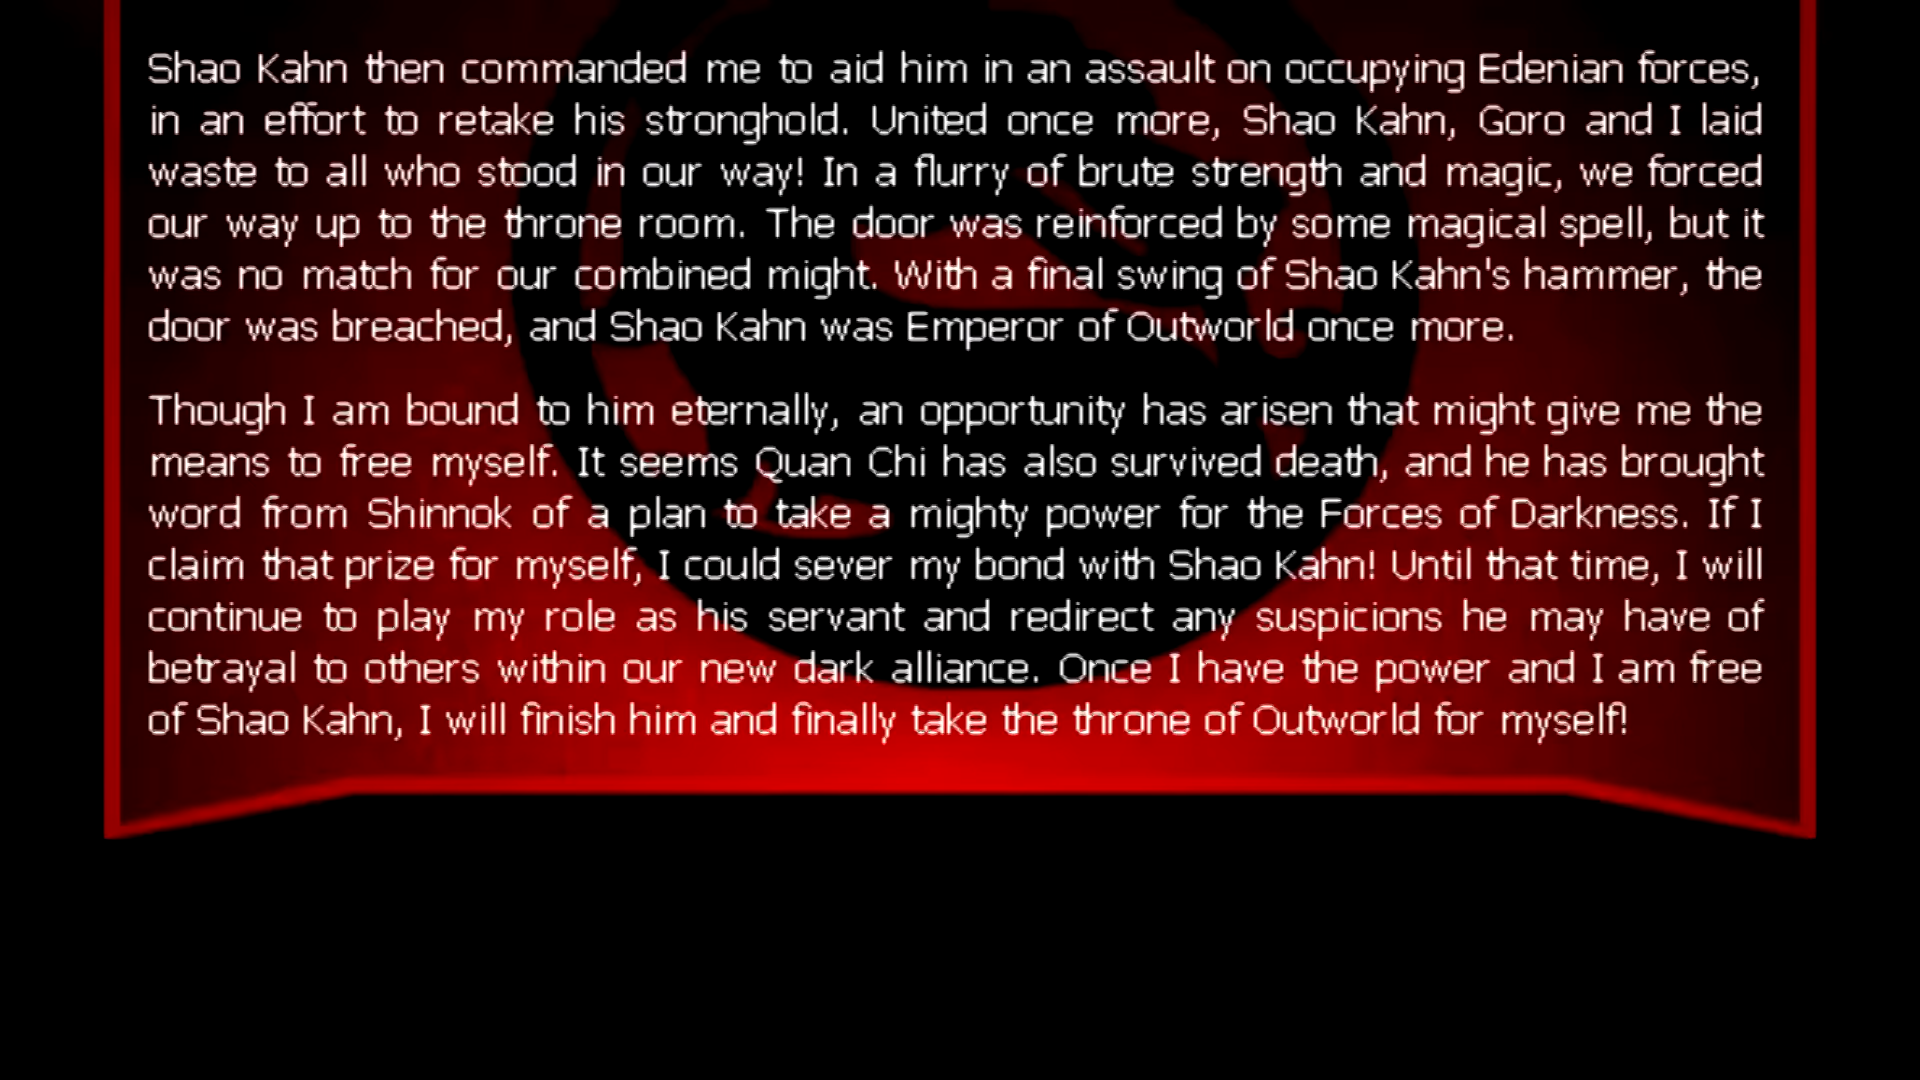 Shao Kahn then commanded me to aid him in an assault on occupying Edenian forces,
in an effort to retake his stronghold. United once more, Shao Kahn, Goro and I laid
waste to all who stood in our way! In a flurry of brute strength and magic, we forced
our way up to the throne room. The door was reinforced by some magical spell, but it
was no match for our combined might. With a final swing of Shao Kahn's hammer, the
door was breached, and Shao Kahn was Emperor of Outworld once more.
Though I am bound to him eternally, an opportunity has arisen that might give me the
means to free myself. It seems Quan Chi has also survived death, and he has brought
word from Shinnok of a plan to take a mighty power for the Forces of Darkness. If I
claim that prize for myself, I could sever my bond with Shao Kahn! Until that time, I will
continue to play my role as his servant and redirect any suspicions he may have of
betrayal to others within our new dark alliance. Once I have the power and I am free
of Shao Kahn, I will finish him and finally take the throne of Outworld for myself!